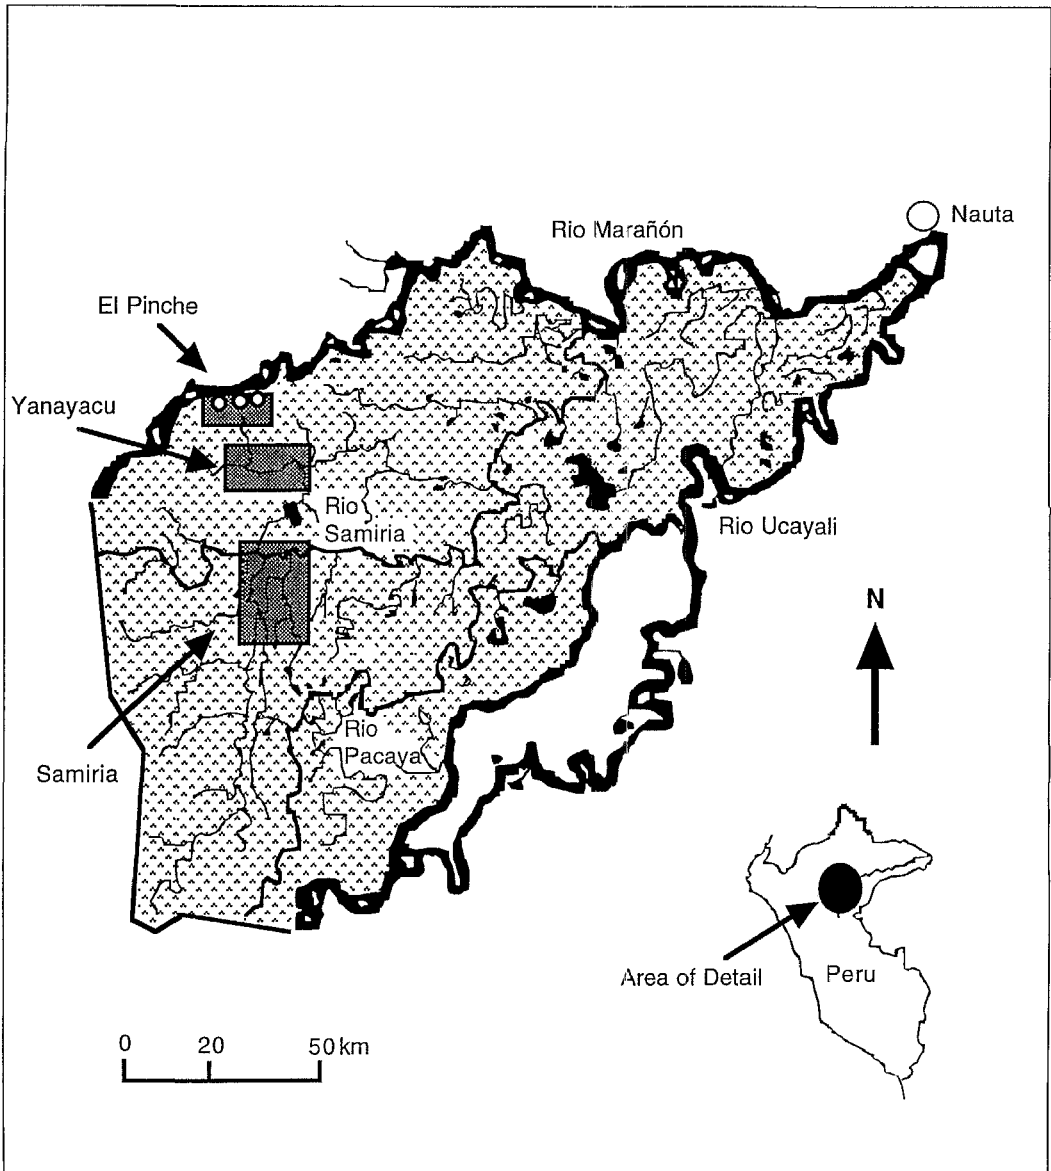 Nauta
Rio Marañón
El Pinche
Yanayacu
Rio
Samiria
Rio Ucayali
N
Samiria
Rio
Pacaya
Area of Detail
Peru
0 20 50 km